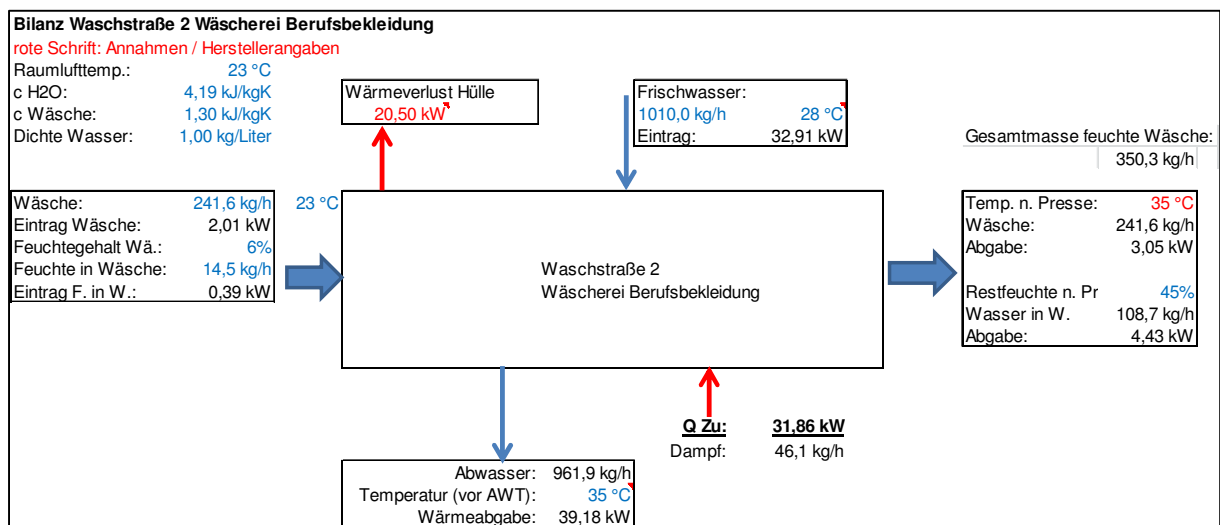 Bilanz Waschstraße 2 Wäscherei Berufsbekleidung
rote Schrift: Annahmen / Herstellerangaben
Raumlufttemp.: 23 °C
c H2O: 4,19 kJ/kgK
c Wäsche: 1,30 kJ/kgK
Dichte Wasser: 1,00 kg/Liter
Wärmeverlust Hülle
20,50 kW
Frischwasser:
1010,0 kg/h 28 °C
Eintrag: 32,91 kW
Gesamtmasse feuchte Wäsche:
350,3 kg/h
Wäsche: 241,6 kg/h 23 °C
Eintrag Wäsche: 2,01 kW
Feuchtegehalt Wä.: 6%
Feuchte in Wäsche: 14,5 kg/h
Eintrag F. in W.: 0,39 kW
Waschstraße 2
Wäscherei Berufsbekleidung
Temp. n. Presse: 35 °C
Wäsche: 241,6 kg/h
Abgabe: 3,05 kW
Restfeuchte n. Pr 45%
Wasser in W. 108,7 kg/h
Abgabe: 4,43 kW
Q Zu: 31,86 kW
Dampf: 46,1 kg/h
Abwasser: 961,9 kg/h
Temperatur (vor AWT): 35 °C
Wärmeabgabe: 39,18 kW